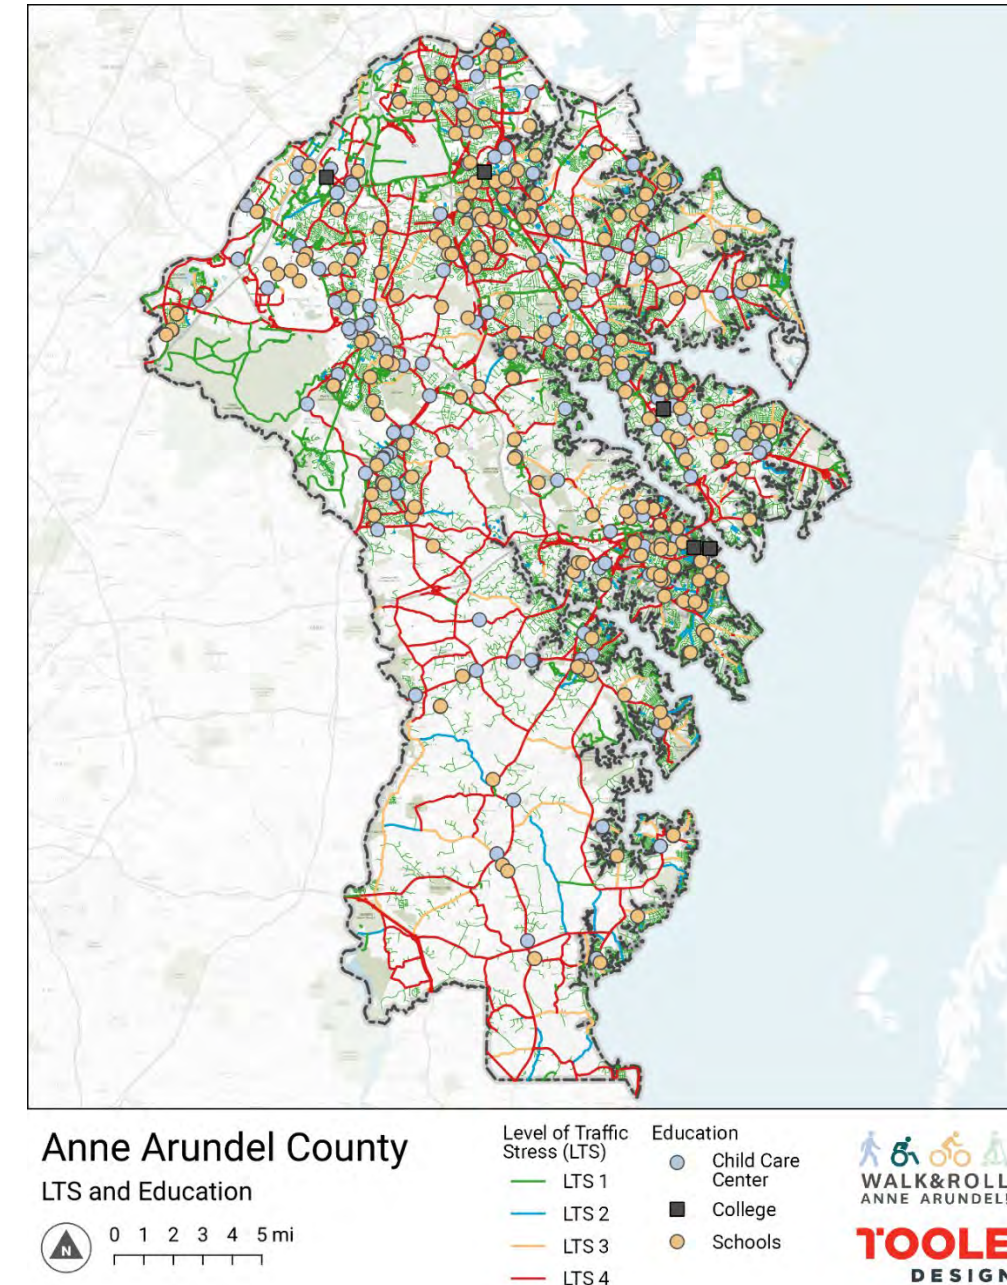 Anne Arundel County
LTS and Education
N
0 1 2 3 4 5 mi
Level of Traffic
Stress (LTS)
LTS 1
LTS 2
LTS 3
LTS 4
Education
Child Care
Center
College
Schools
WALK&ROLL
ANNE ARUNDEL!
TOOLE
DESIGN